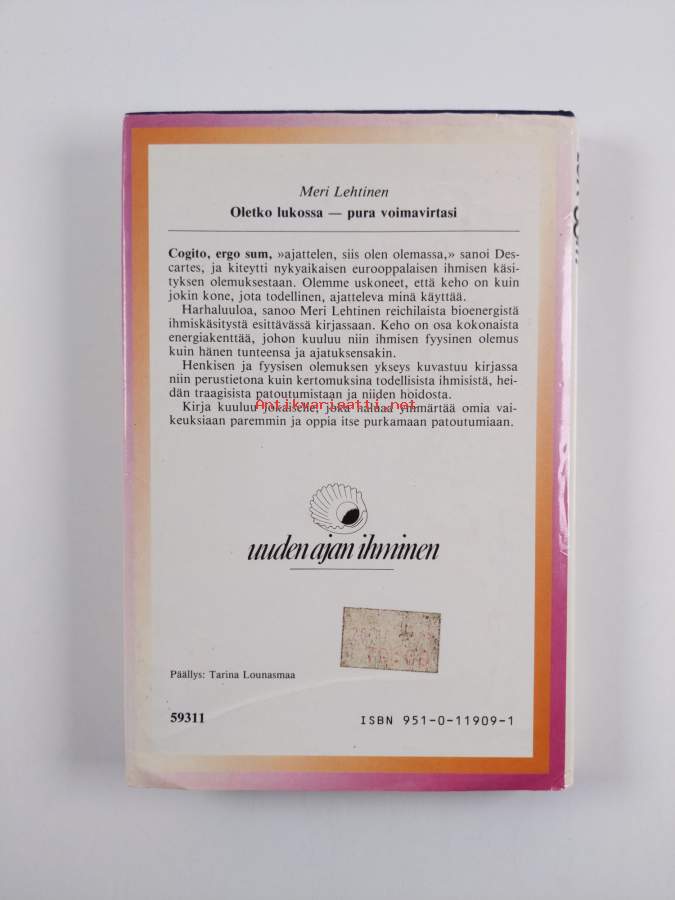 Meri Lehtinen
Oletko lukossa — pura voimavirtasi
Cogito, ergo sum, »ajattelen, siis olen olemassa,» sanoi Des-
cartes, ja kiteytti nykyaikaisen eurooppalaisen ihmisen käsi-
tyksen olemuksestaan. Olemme uskoneet, että keho on kuin
jokin kone, jota todellinen, ajatteleva minä käyttää.
Harhaluuloa, sanoo Meri Lehtinen reichilaista bioenergistä
ihmiskäsitystä esittävässä kirjassaan. Keho on osa kokonaista
energiakenttää, johon kuuluu niin ihmisen fyysinen olemus
kuin hänen tunteensa ja ajatuksensakin.
Henkisen ja fyysisen olemuksen ykseys kuvastuu kirjassa
niin perustietona kuin kertomuksina todellisista ihmisistä, hei-
dän traagisista patoutumistaan ja niiden hoidosta.
Kirja kuuluu jokaiselle, joka haluaa ymmärtää omia vai-
keuksiaan paremmin ja oppia itse purkamaan patoutumiaan.
Antikvariaatti.net
uuden ajan ihminen
Päällys: Tarina Lounasmaa
59311
ISBN 951-0-11909-1